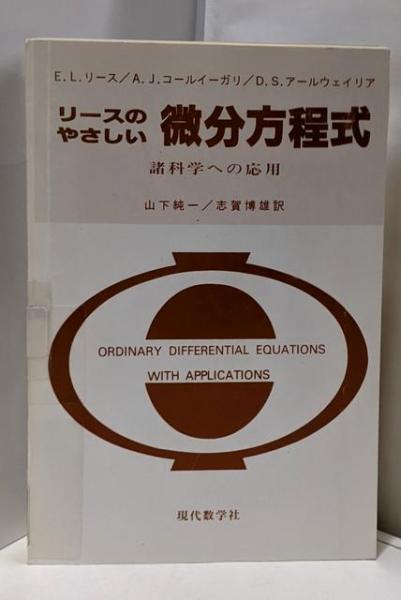 E.L.リース/A.J.コールイーガリ/D.S.アールウェイリア
リースの
やさしい
微分方程式
諸科学への応用
山下純一/志賀博雄訳
ORDINARY DIFFERENTIAL EQUATIONS
WITH APPLICATIONS
現代数学社